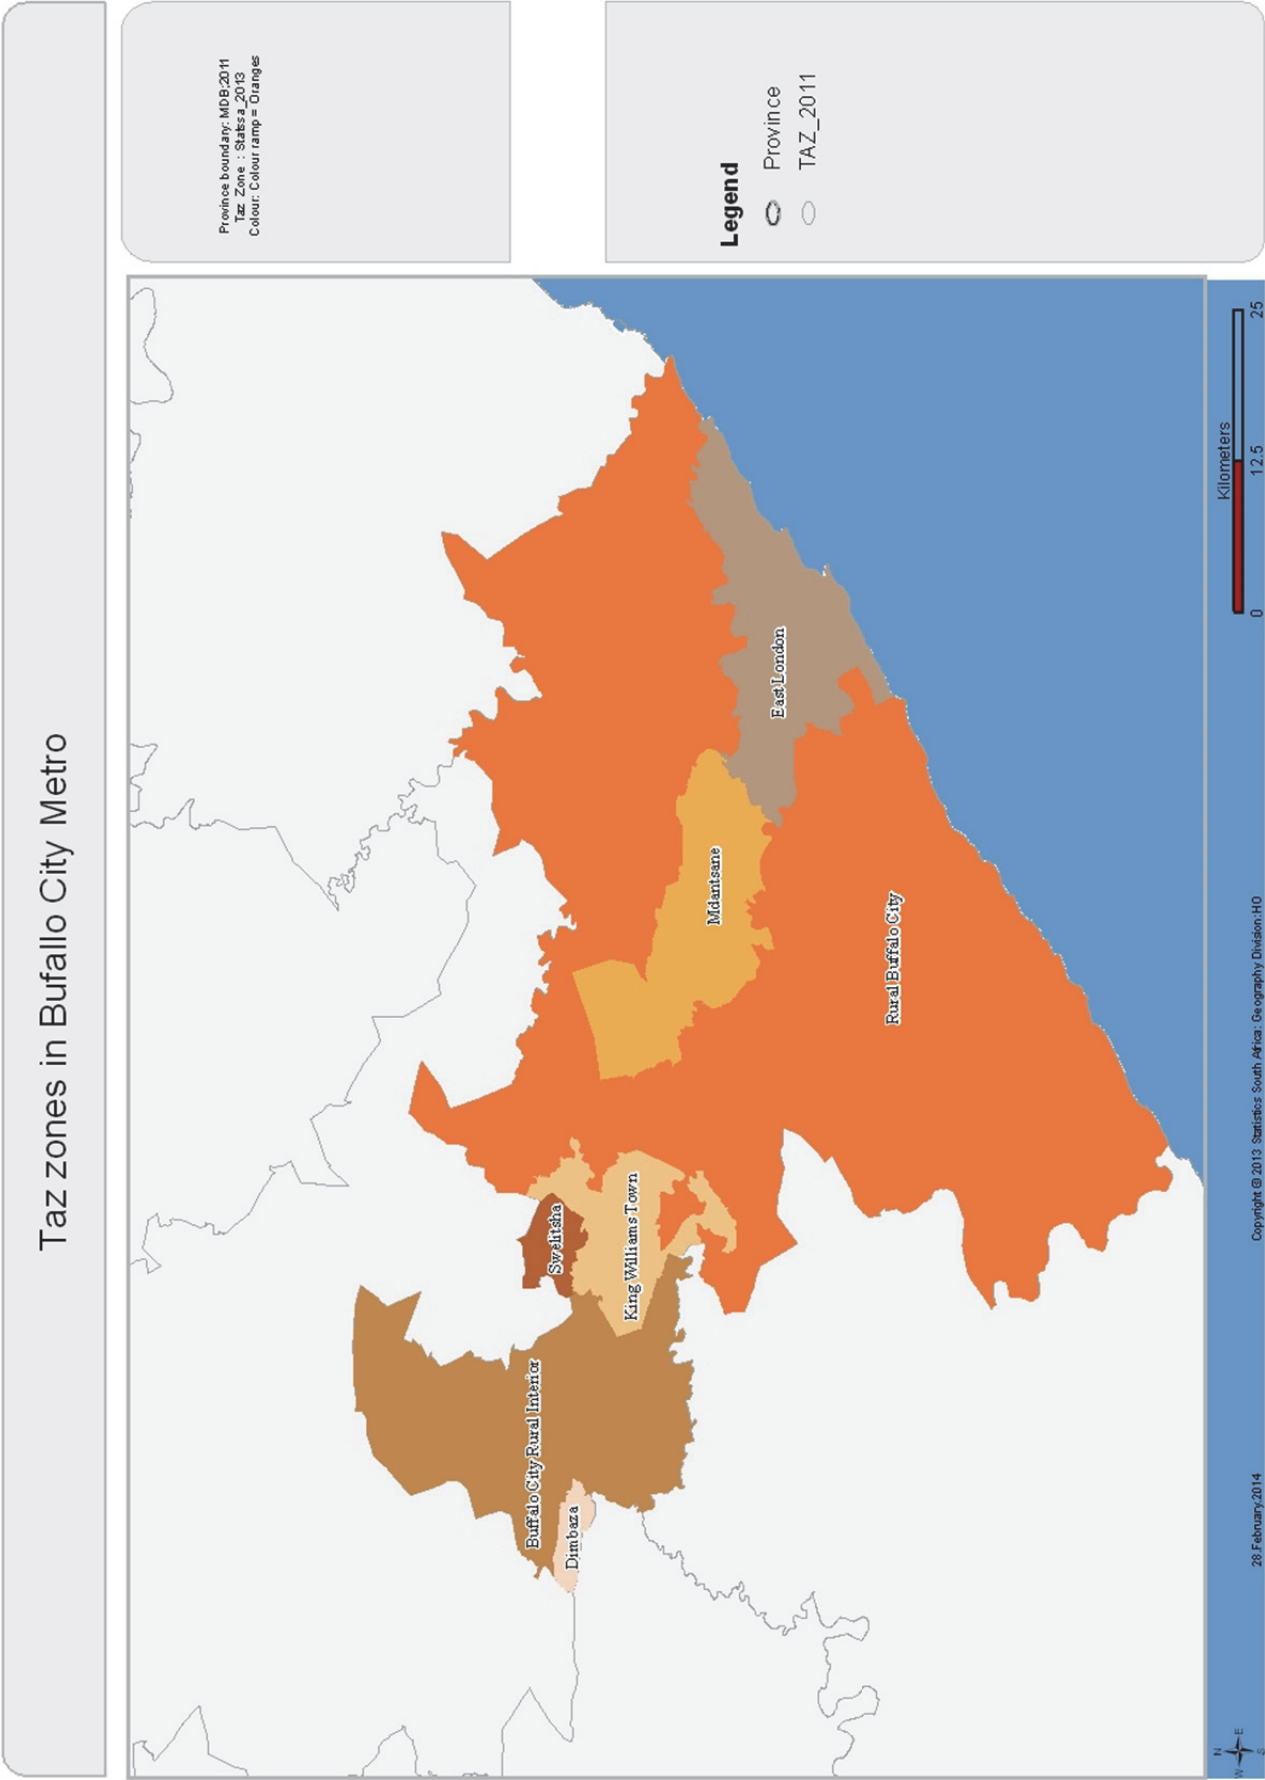 Taz zones in Bufallo City Metro
Province boundary: MDB:2011
Taz Zone : Statssa_2013
Colour: Colour ramp = Oranges
Legend
Province
TAZ_2011
Buffalo City Rural Interior
Dimbaza
Swelitsha
King Williams Town
Mdantsane
East London
Rural Buffalo City
Kilometers
0 12.5 25
N
W E
S
28.February.2014
Copyright @ 2013 Statistics South Africa: Geography Division:HO